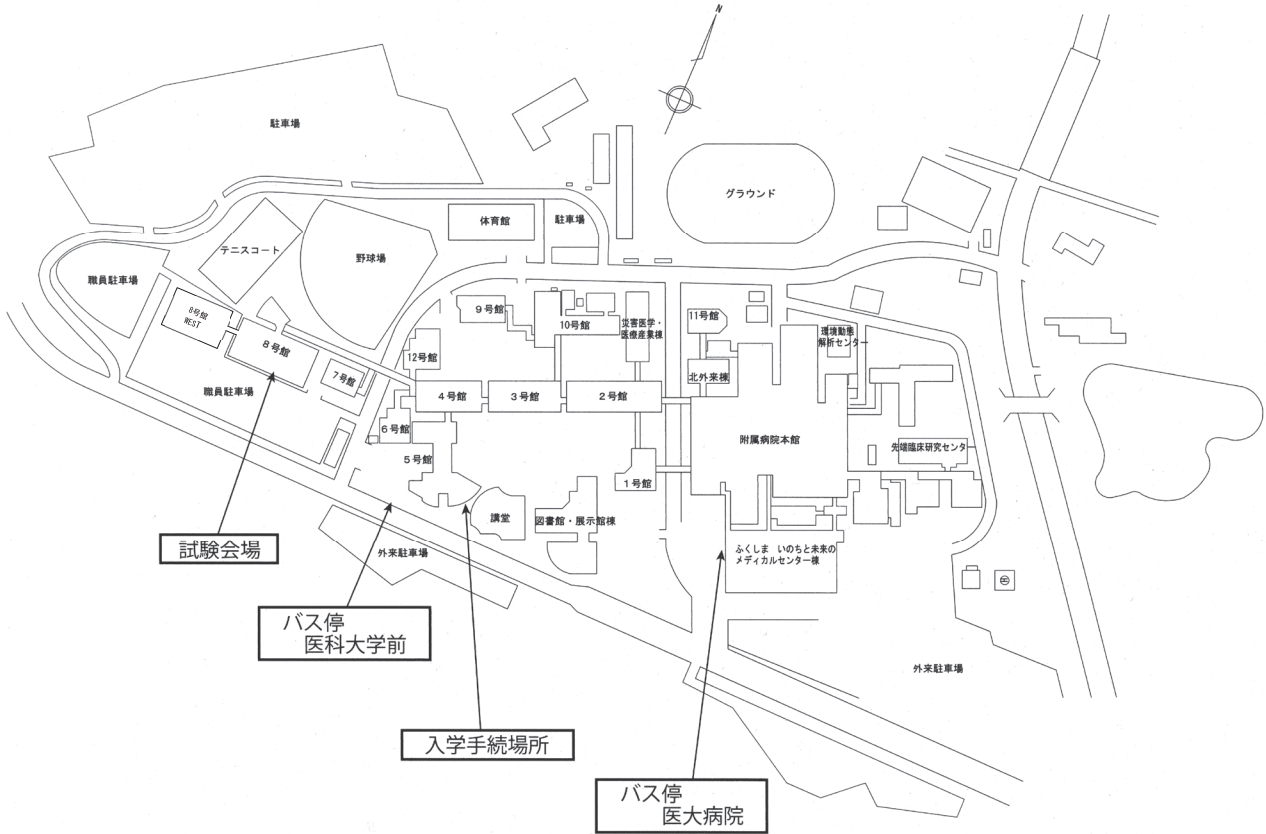 N
駐車場
グラウンド
体育館
駐車場
テニスコート
野球場
職員駐車場
8号館
WEST
8号館
7号館
職員駐車場
9号館
10号館
災害医学・
医療産業棟
11号館
環境動態
解析センター
12号館
北外来棟
4号館
3号館
2号館
6号館
5号館
附属病院本館
先端臨床研究センター
1号館
講堂
図書館・展示館棟
外来駐車場
ふくしま いのちと未来の
メディカルセンター棟
H
外来駐車場
試験会場
バス停
医科大学前
入学手続場所
バス停
医大病院